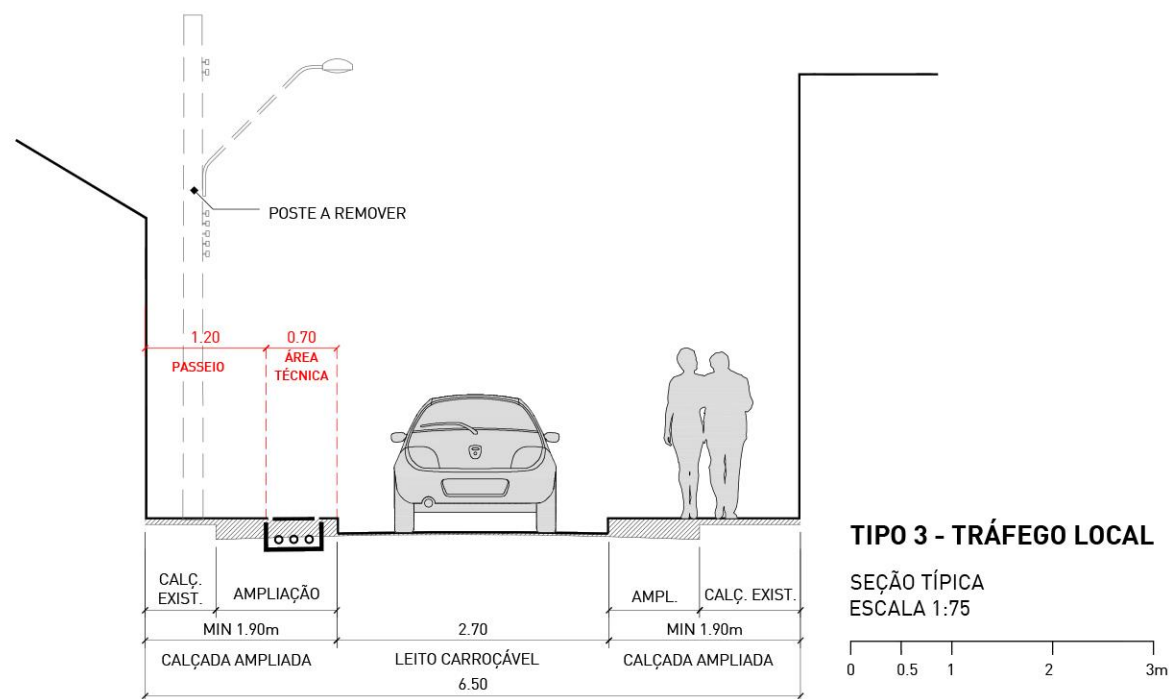 POSTE A REMOVER
1.20
0.70
PASSEIO
ÁREA
TÉCNICA
CALÇ.
EXIST.
AMPLIAÇÃO
AMPL.
CALÇ. EXIST.
MIN 1.90m
2.70
MIN 1.90m
CALÇADA AMPLIADA
LEITO CARROÇÁVEL
CALÇADA AMPLIADA
6.50
TIPO 3 - TRÁFEGO LOCAL
SEÇÃO TÍPICA
ESCALA 1:75
0 0.5 1 2 3m